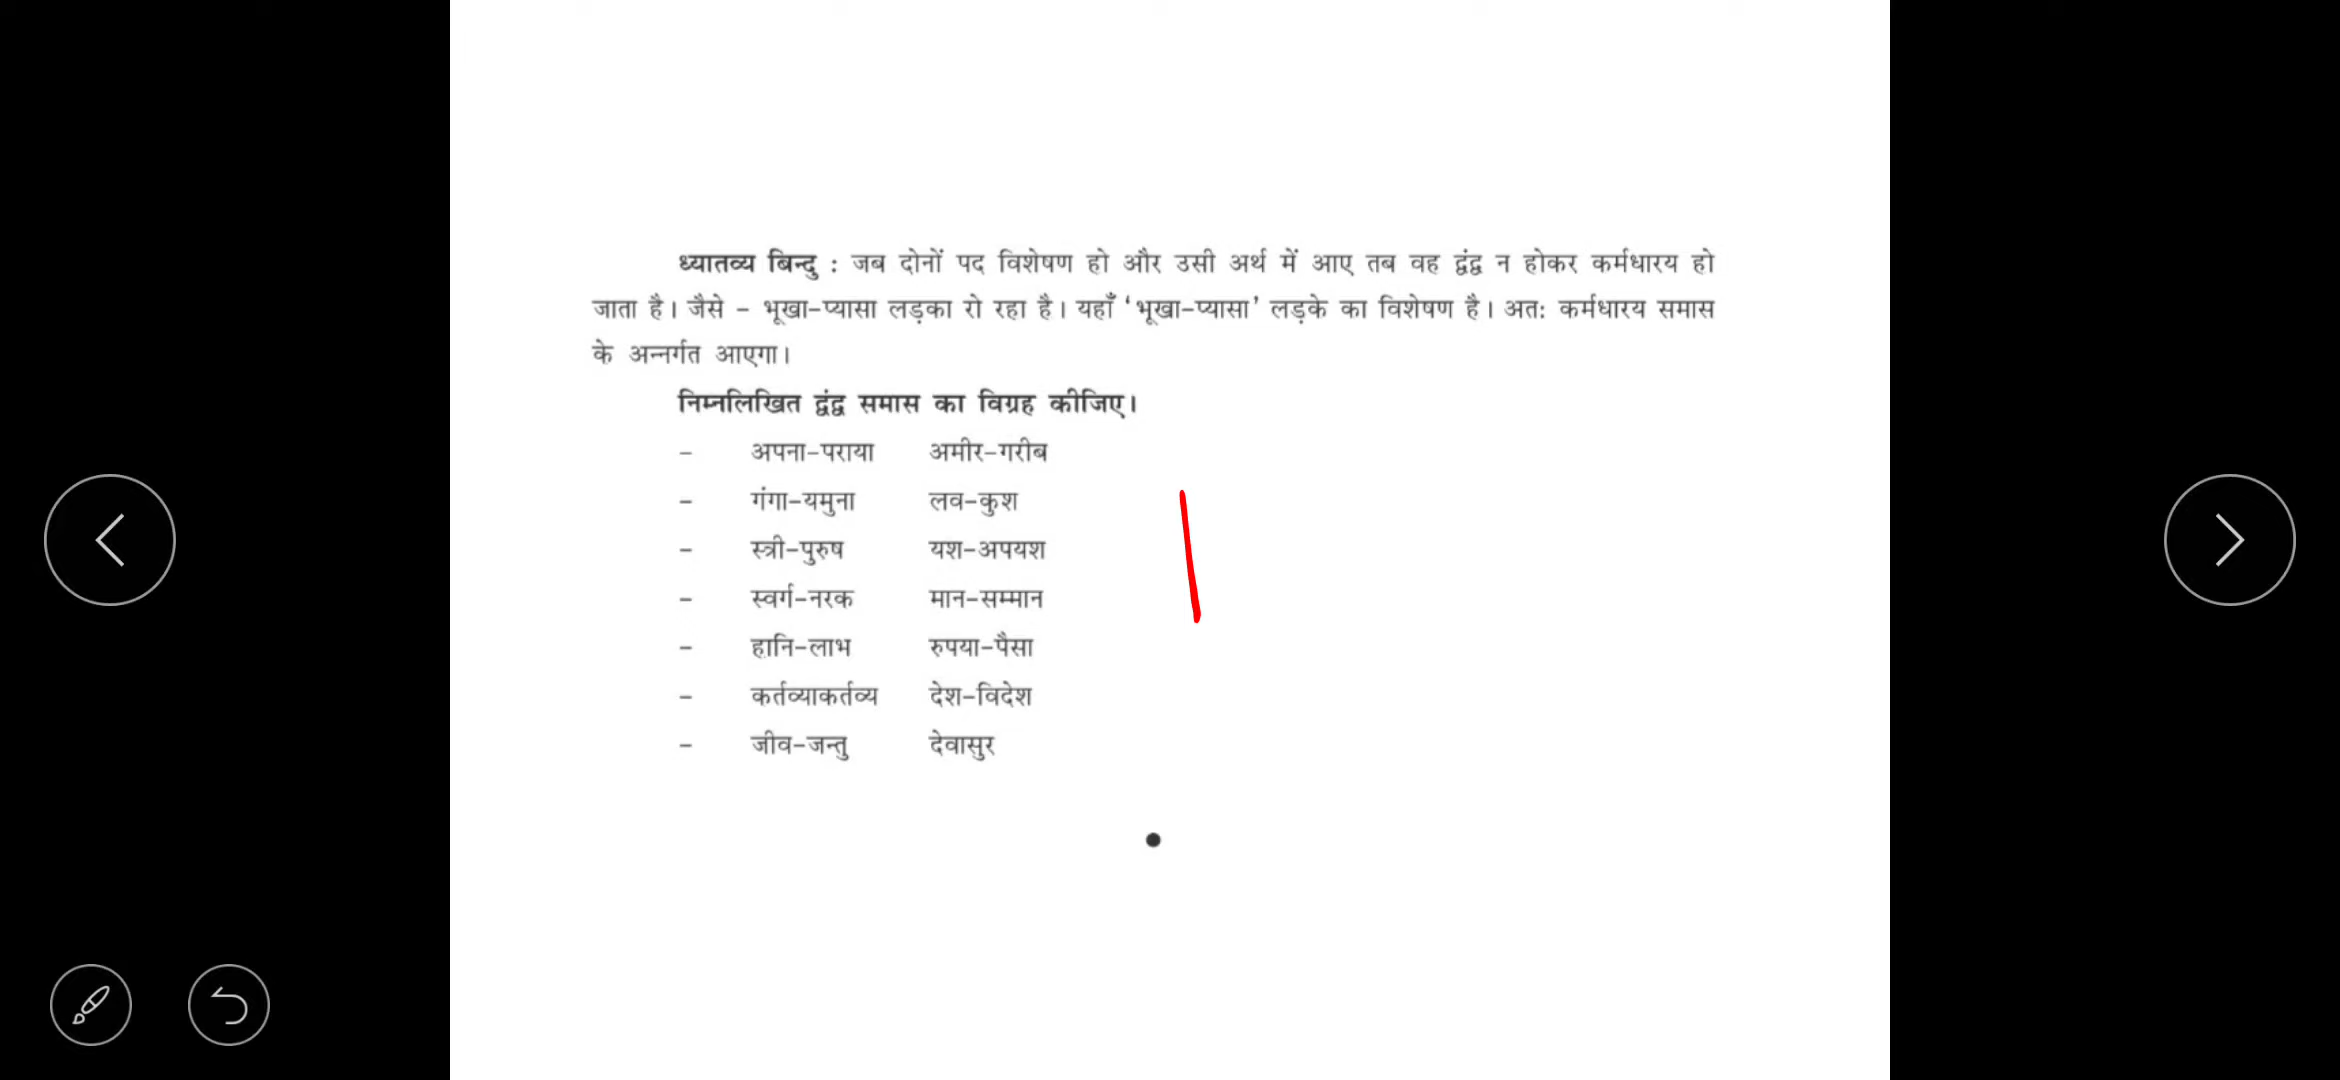 ध्यातव्य बिन्दु : जब दोनों पद विशेषण हो और उसी अर्थ में आए तब वह द्वंद्व न होकर कर्मधारय हो
जाता है। जैसे – भूखा-प्यासा लड़का रो रहा है। यहाँ ‘भूखा-प्यासा’ लड़के का विशेषण है। अतः कर्मधारय समास
के अन्नर्गत आएगा।
निम्नलिखित द्वंद्व समास का विग्रह कीजिए।
– अपना-पराया अमीर-गरीब
– गंगा-यमुना लव-कुश
– स्त्री-पुरुष यश-अपयश
– स्वर्ग-नरक मान-सम्मान
– हानि-लाभ रुपया-पैसा
– कर्तव्याकर्तव्य देश-विदेश
– जीव-जन्तु देवासुर